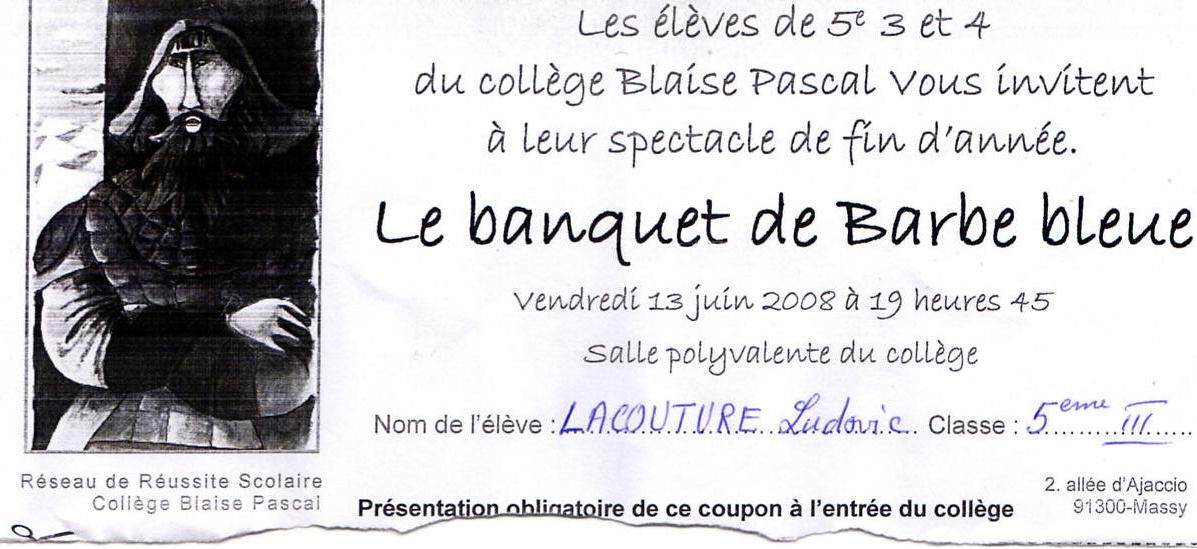 Les élèves de 5e 3 et 4
du collège Blaise Pascal Vous invitent
à leur spectacle de fin d'année.
Le banquet de Barbe bleue
Vendredi 13 juin 2008 à 19 heures 45
Salle polyvalente du collège
Nom de l'élève : LACOUTURE Ludovic Classe : 5eme III
Réseau de Réussite Scolaire
Collège Blaise Pascal
2. allée d'Ajaccio
91300-Massy
Présentation obligatoire de ce coupon à l'entrée du collège